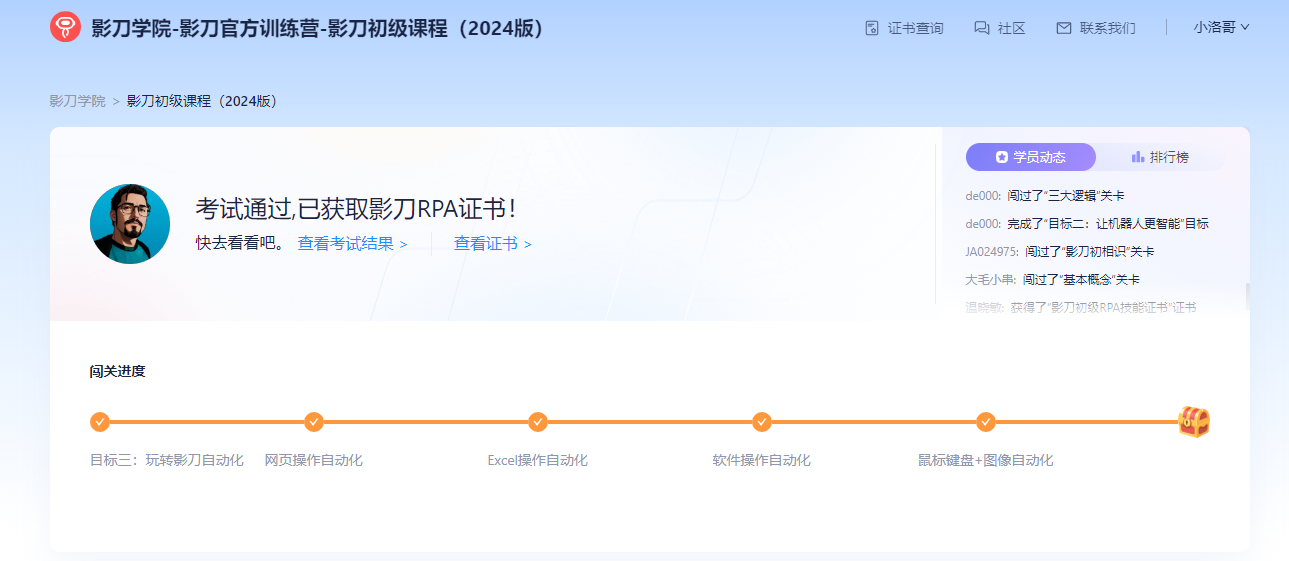 影刀学院-影刀官方训练营-影刀初级课程（2024版）
证书查询 社区 联系我们 小洛哥
影刀学院 > 影刀初级课程（2024版）
学员动态 排行榜
考试通过,已获取影刀RPA证书！
快去看看吧。 查看考试结果 > 查看证书 >
de000: 闯过了“三大逻辑”关卡
de000: 完成了“目标二：让机器人更智能”目标
JA024975: 闯过了“影刀初相识”关卡
大毛小串: 闯过了“基本概念”关卡
温晓敏: 获得了“影刀初级RPA技能证书”证书
闯关进度
目标三：玩转影刀自动化 网页操作自动化 Excel操作自动化 软件操作自动化 鼠标键盘+图像自动化